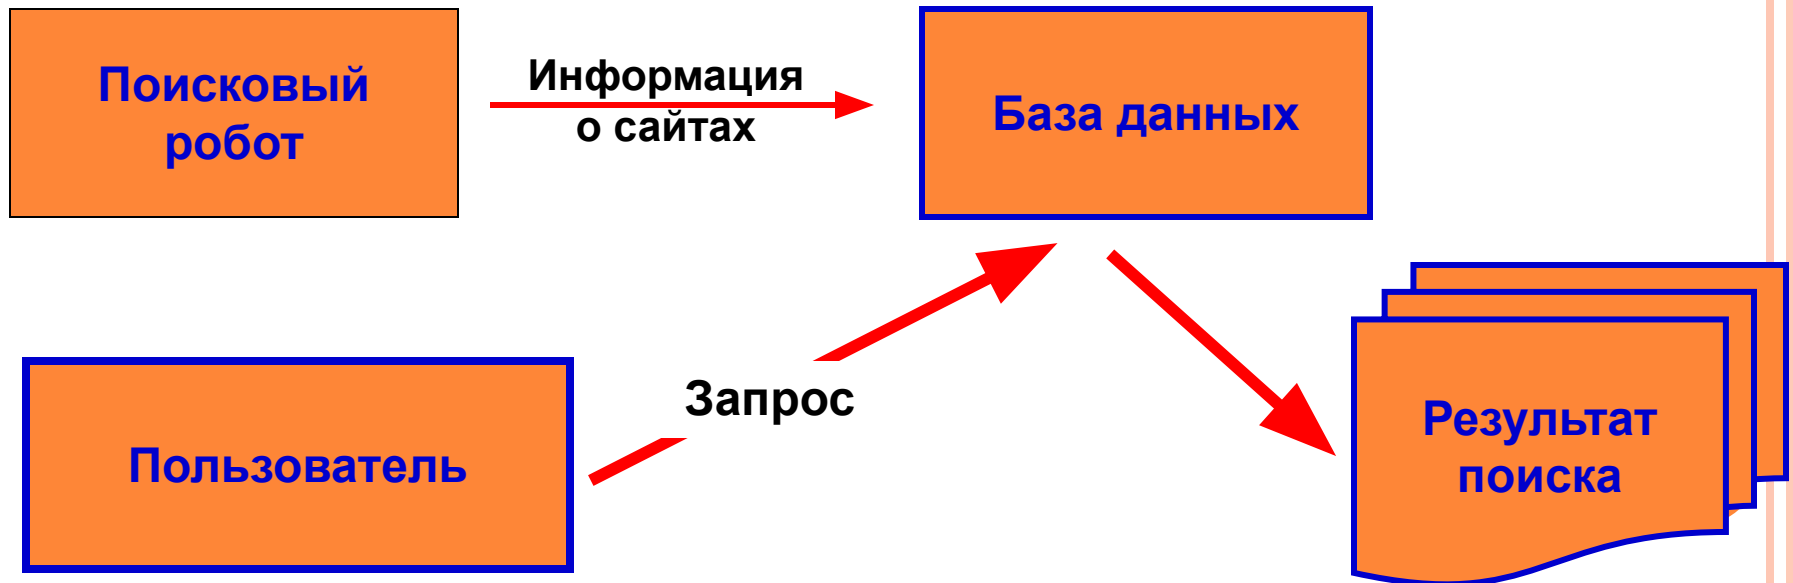 Поисковый
робот
Информация
о сайтах
База данных
Запрос
Пользователь
Результат
поиска